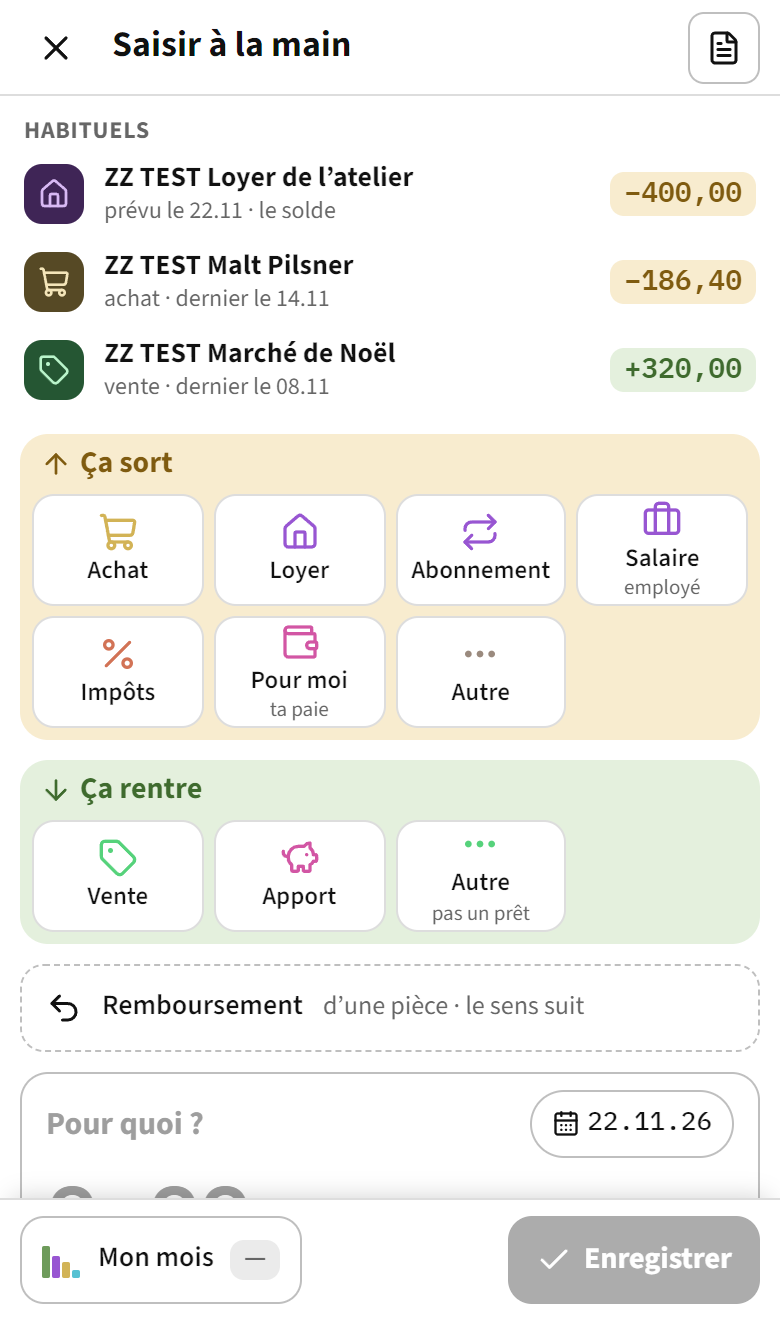 Saisir à la main
HABITUELS
ZZ TEST Loyer de l’atelier
prévu le 22.11 · le solde
−400,00
ZZ TEST Malt Pilsner
achat · dernier le 14.11
−186,40
ZZ TEST Marché de Noël
vente · dernier le 08.11
+320,00
Ça sort
Achat
Loyer
Abonnement
Salaire
employé
Impôts
Pour moi
ta paie
Autre
Ça rentre
Vente
Apport
Autre
pas un prêt
Remboursement d’une pièce · le sens suit
Pour quoi ?
22.11.26
Mon mois —
Enregistrer